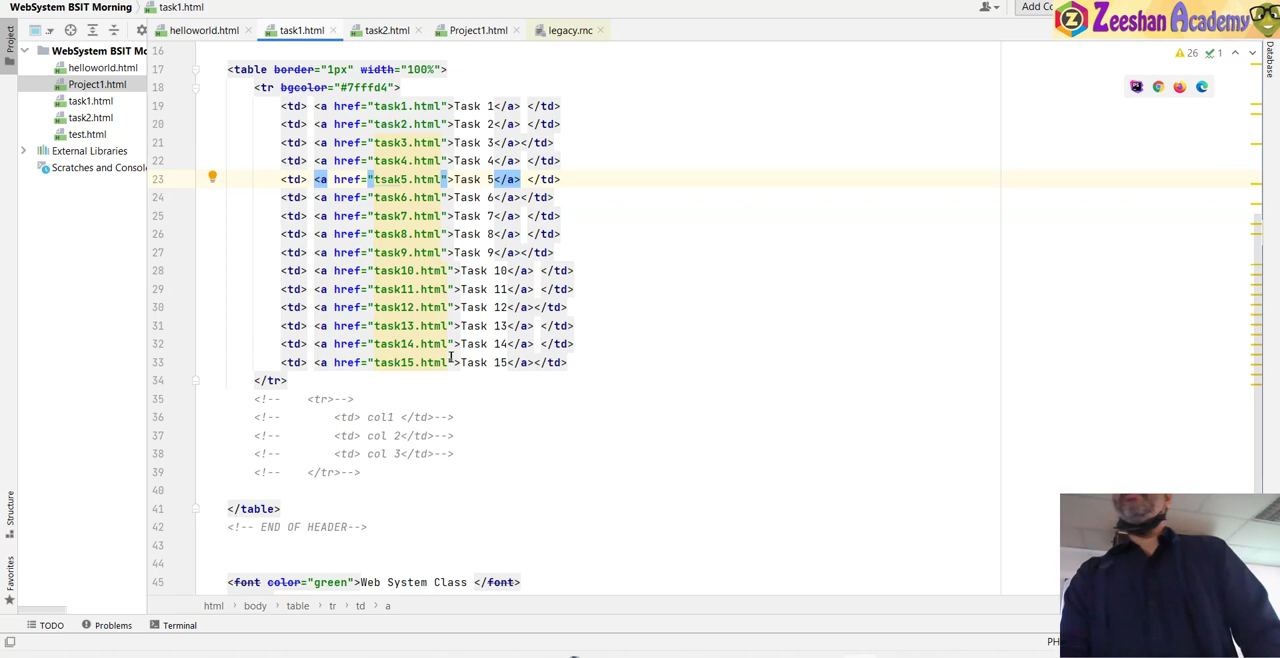 WebSystem BSIT Morning task1.html
Add Co
Zeeshan Academy
Project
helloworld.html task1.html task2.html Project1.html legacy.rnc
WebSystem BSIT Mo
helloworld.html
Project1.html
task1.html
task2.html
test.html
External Libraries
Scratches and Consol
26 1
Database
16
17 <table border="1px" width="100%">
18 <tr bgcolor="#7fffd4">
19 <td> <a href="task1.html">Task 1</a> </td>
20 <td> <a href="task2.html">Task 2</a> </td>
21 <td> <a href="task3.html">Task 3</a></td>
22 <td> <a href="task4.html">Task 4</a> </td>
23 <td> <a href="tsak5.html">Task 5</a> </td>
24 <td> <a href="task6.html">Task 6</a></td>
25 <td> <a href="task7.html">Task 7</a> </td>
26 <td> <a href="task8.html">Task 8</a> </td>
27 <td> <a href="task9.html">Task 9</a></td>
28 <td> <a href="task10.html">Task 10</a> </td>
29 <td> <a href="task11.html">Task 11</a> </td>
30 <td> <a href="task12.html">Task 12</a></td>
31 <td> <a href="task13.html">Task 13</a> </td>
32 <td> <a href="task14.html">Task 14</a> </td>
33 <td> <a href="task15.html">Task 15</a></td>
34 </tr>
35 <!-- <tr>-->
36 <!-- <td> col1 </td>-->
37 <!-- <td> col 2</td>-->
38 <!-- <td> col 3</td>-->
39 <!-- </tr>-->
40
41 </table>
42 <!-- END OF HEADER-->
43
44
45 <font color="green">Web System Class </font>
Structure
Favorites
html body table tr td a
TODO Problems Terminal
PH